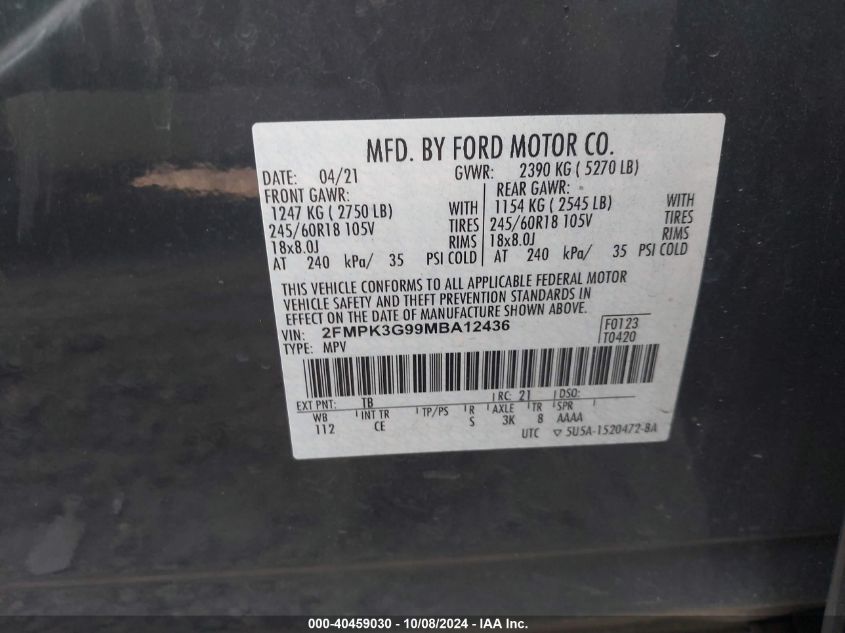 MFD. BY FORD MOTOR CO.
DATE: 04/21 GVWR: 2390 KG ( 5270 LB)
FRONT GAWR: REAR GAWR:
1247 KG ( 2750 LB) WITH 1154 KG ( 2545 LB) WITH
245/60R18 105V TIRES 245/60R18 105V TIRES
18x8.0J RIMS 18x8.0J RIMS
AT 240 kPa/ 35 PSI COLD AT 240 kPa/ 35 PSI COLD
THIS VEHICLE CONFORMS TO ALL APPLICABLE FEDERAL MOTOR
VEHICLE SAFETY AND THEFT PREVENTION STANDARDS IN
EFFECT ON THE DATE OF MANUFACTURE SHOWN ABOVE.
VIN: 2FMPK3G99MBA12436 F0123
TYPE: MPV T0420
EXT PNT: TB RC: 21 DSO:
WB INT TR TP/PS R AXLE TR SPR
112 CE S 3K 8 AAAA
UTC ▽ 5U5A-1520472-BA
000-40459030 - 10/08/2024 - IAA Inc.